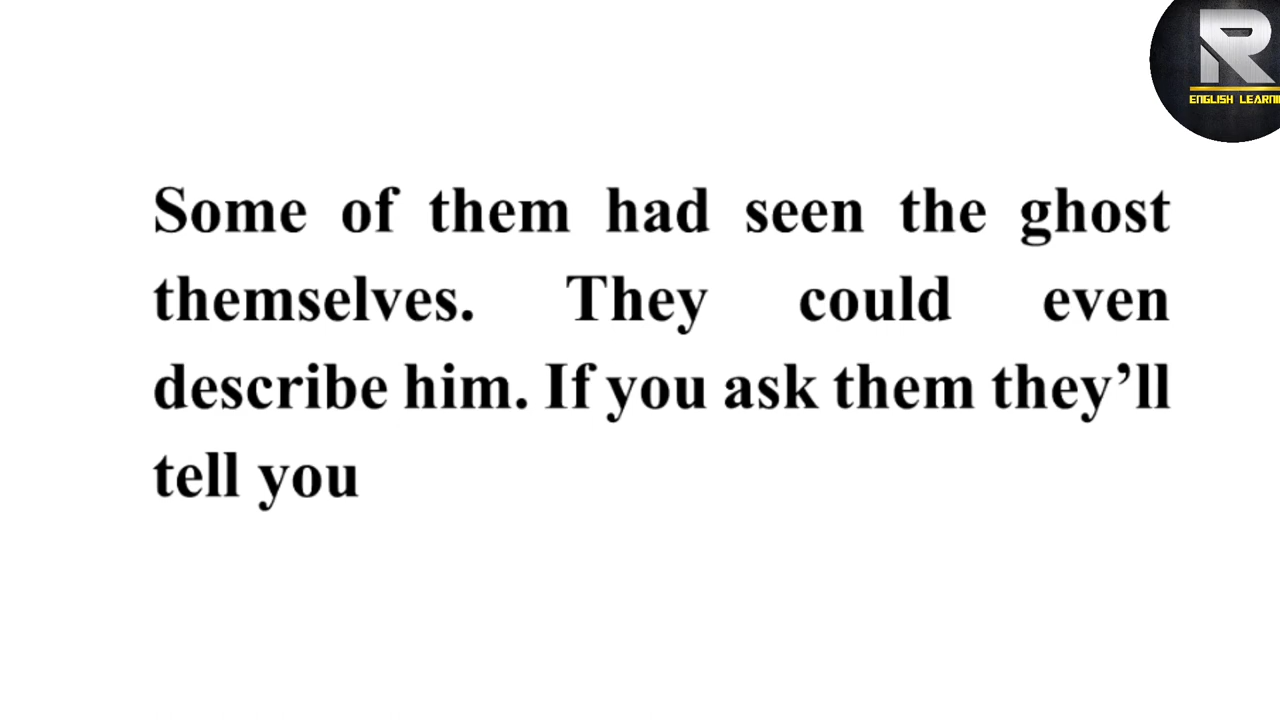 R
ENGLISH
Some of them had seen the ghost
themselves. They could even
describe him. If you ask them they’ll
tell you